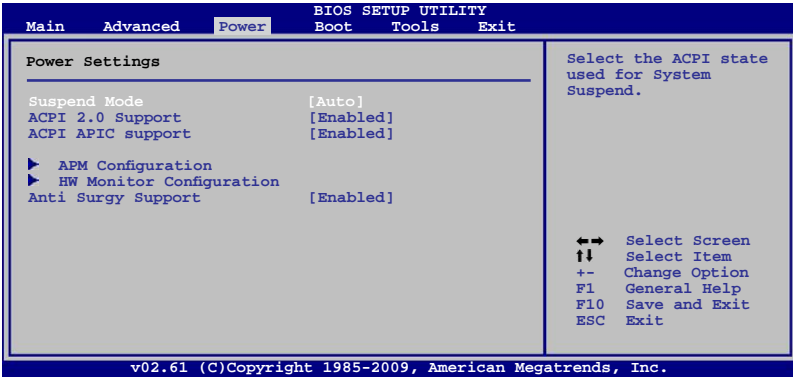 BIOS SETUP UTILITY
Main Advanced Power Boot Tools Exit
Power Settings
Suspend Mode [Auto]
ACPI 2.0 Support [Enabled]
ACPI APIC support [Enabled]
APM Configuration
HW Monitor Configuration
Anti Surgy Support [Enabled]
Select the ACPI state
used for System
Suspend.
←→ Select Screen
↑↓ Select Item
+- Change Option
F1 General Help
F10 Save and Exit
ESC Exit
v02.61 (C)Copyright 1985-2009, American Megatrends, Inc.